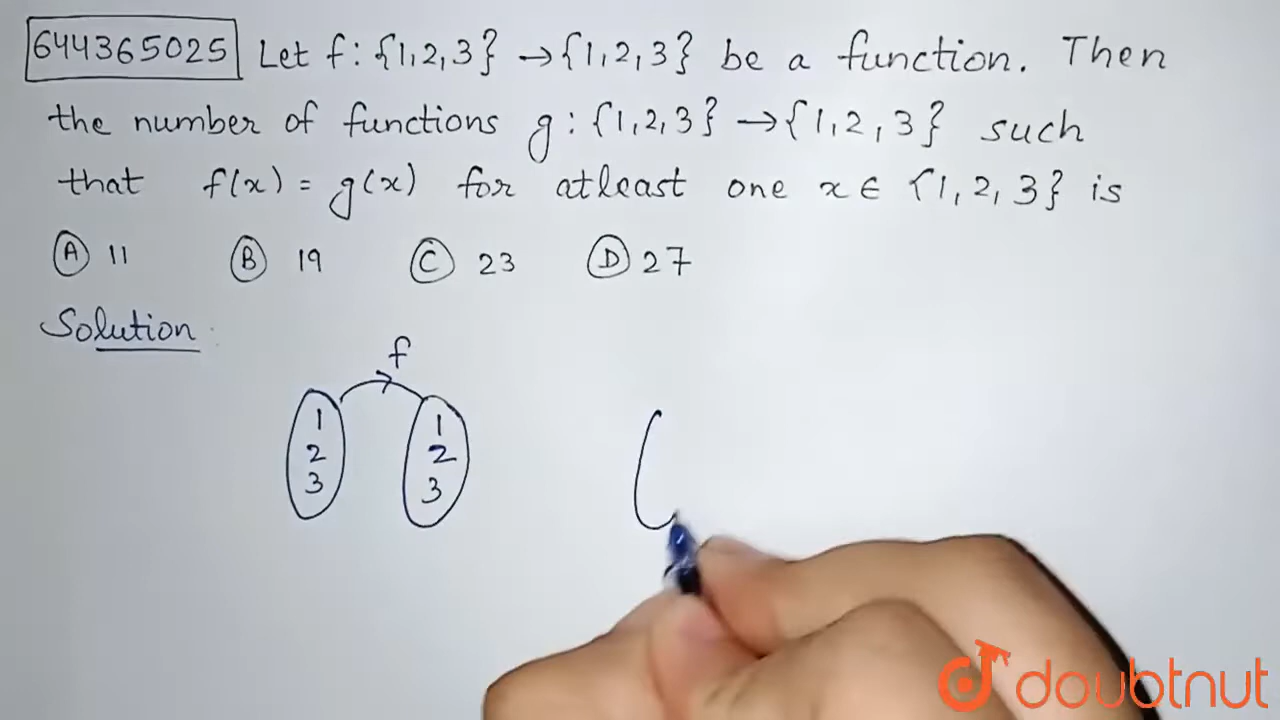 644365025 Let f: {1,2,3} → {1,2,3} be a function. Then
the number of functions g: {1,2,3} → {1,2,3} such
that f(x) = g(x) for atleast one x ∈ {1,2,3} is
(A) 11 (B) 19 (C) 23 (D) 27
Solution:
f
1 1
2 2
3 3
doubtnut